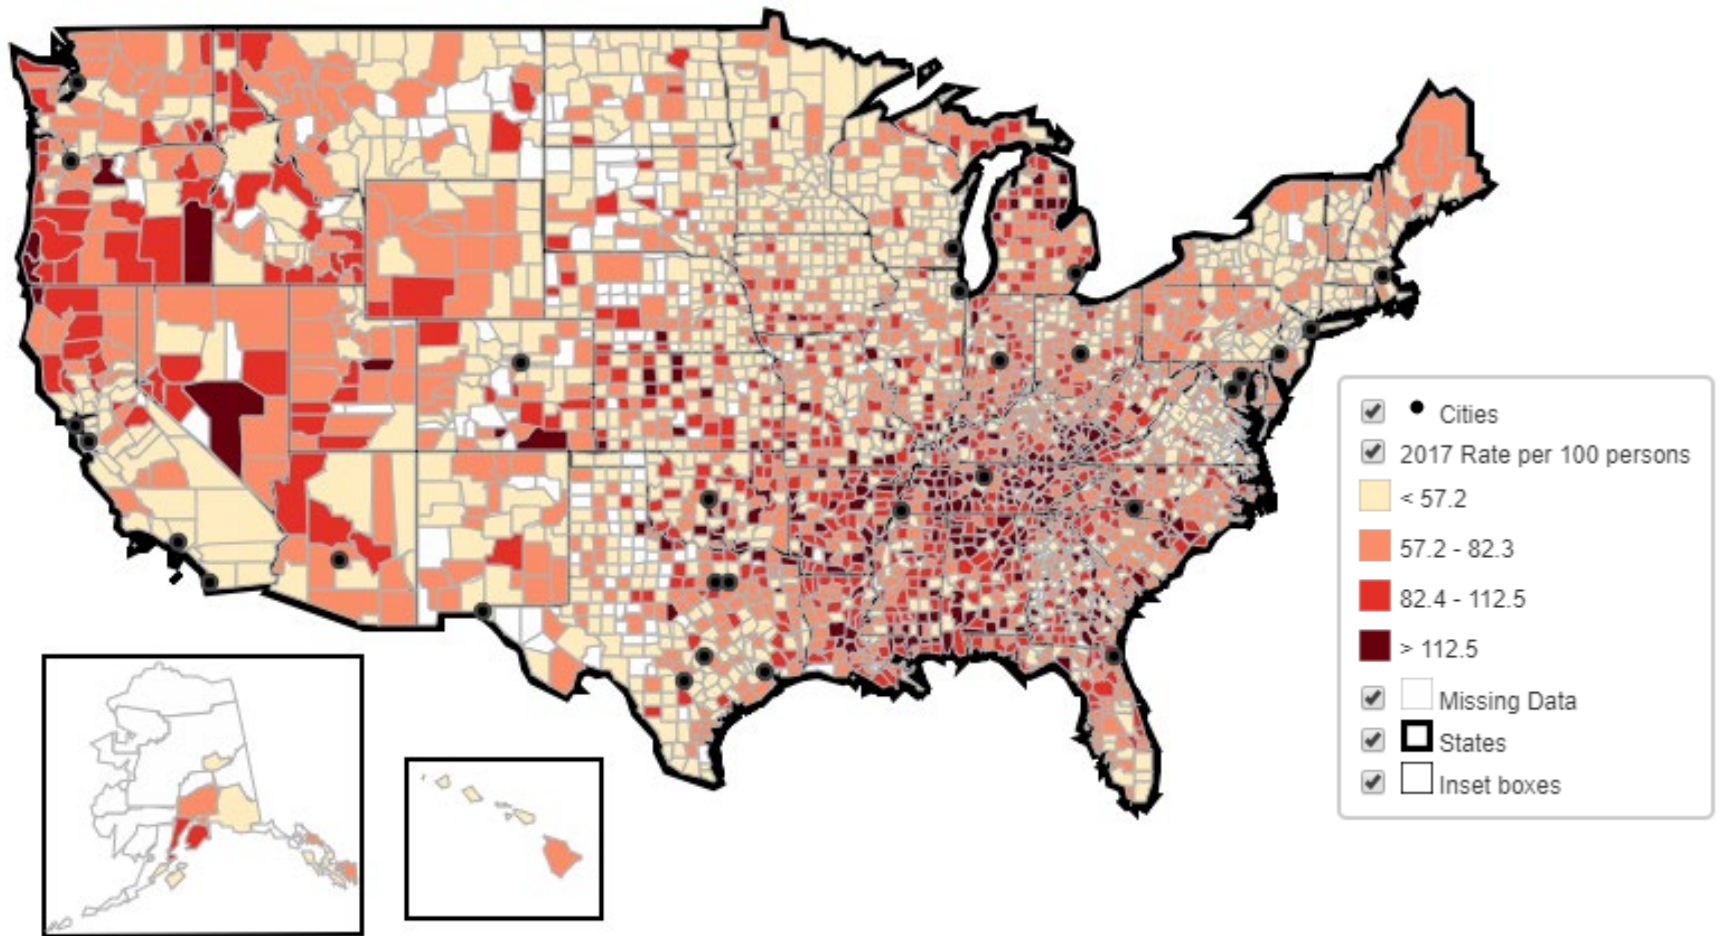 Cities
2017 Rate per 100 persons
< 57.2
57.2 - 82.3
82.4 - 112.5
> 112.5
Missing Data
States
Inset boxes